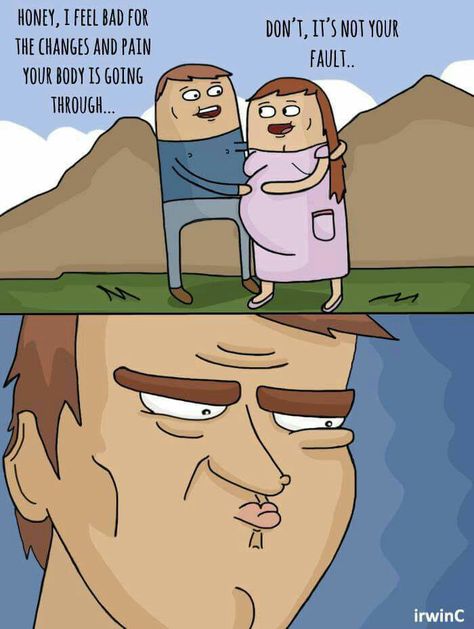 HONEY, I FEEL BAD FOR
THE CHANGES AND PAIN
YOUR BODY IS GOING
THROUGH...
DON'T, IT'S NOT YOUR
FAULT..
irwinC